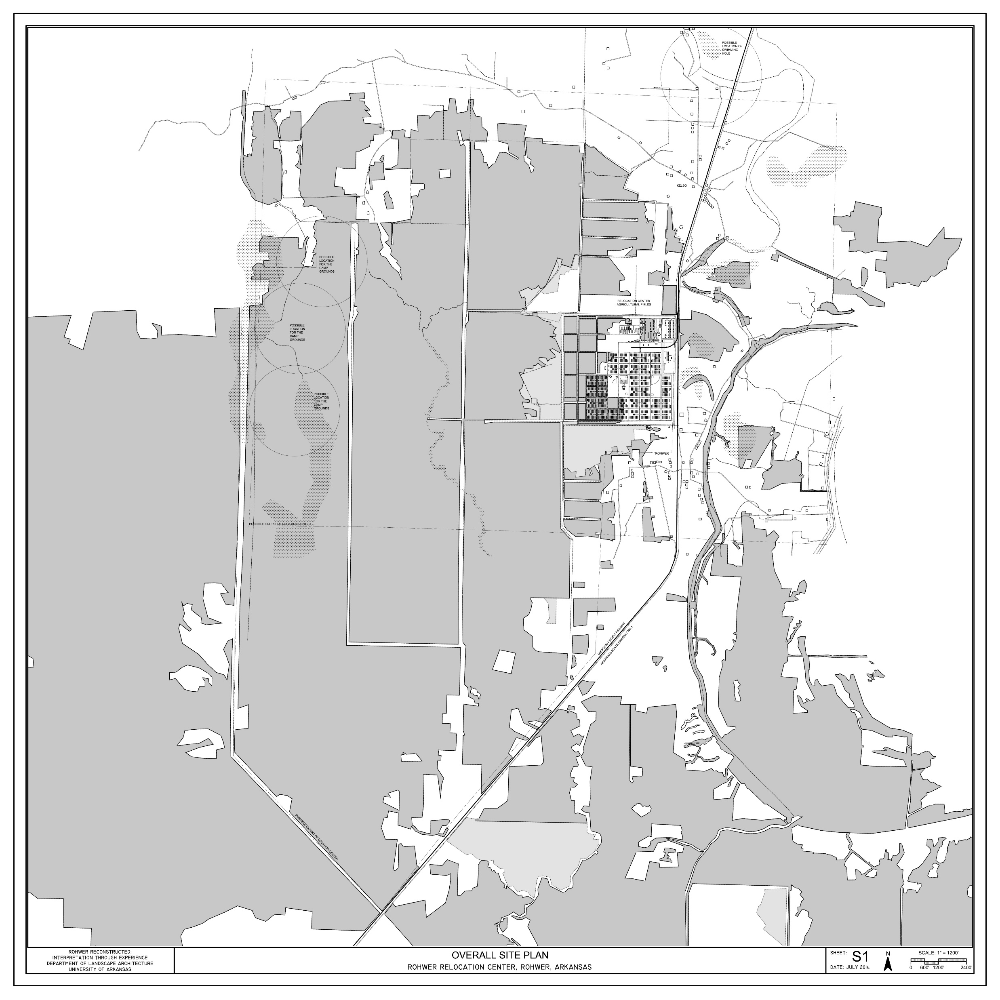 POSSIBLE
LOCATION OF
SWIMMING
HOLE
KELSO
POSSIBLE
LOCATION
FOR THE
CAMP
GROUNDS
RELOCATION CENTER
AGRICULTURAL FIELDS
POSSIBLE
LOCATION
FOR THE
CAMP
GROUNDS
POSSIBLE
LOCATION
FOR THE
CAMP
GROUNDS
ROHWER
POSSIBLE EXTENT OF LOCATION CENTER
MISSOURI PACIFIC RAILWAY
ARKANSAS STATE HIGHWAY NO.1
POSSIBLE EXTENT OF LOCATION CENTER
ROHWER RECONSTRUCTED:
INTERPRETATION THROUGH EXPERIENCE
DEPARTMENT OF LANDSCAPE ARCHITECTURE
UNIVERSITY OF ARKANSAS
OVERALL SITE PLAN
ROHWER RELOCATION CENTER, ROHWER, ARKANSAS
SHEET: S1
DATE: JULY 2014
N
SCALE: 1" = 1200'
0 600' 1200' 2400'